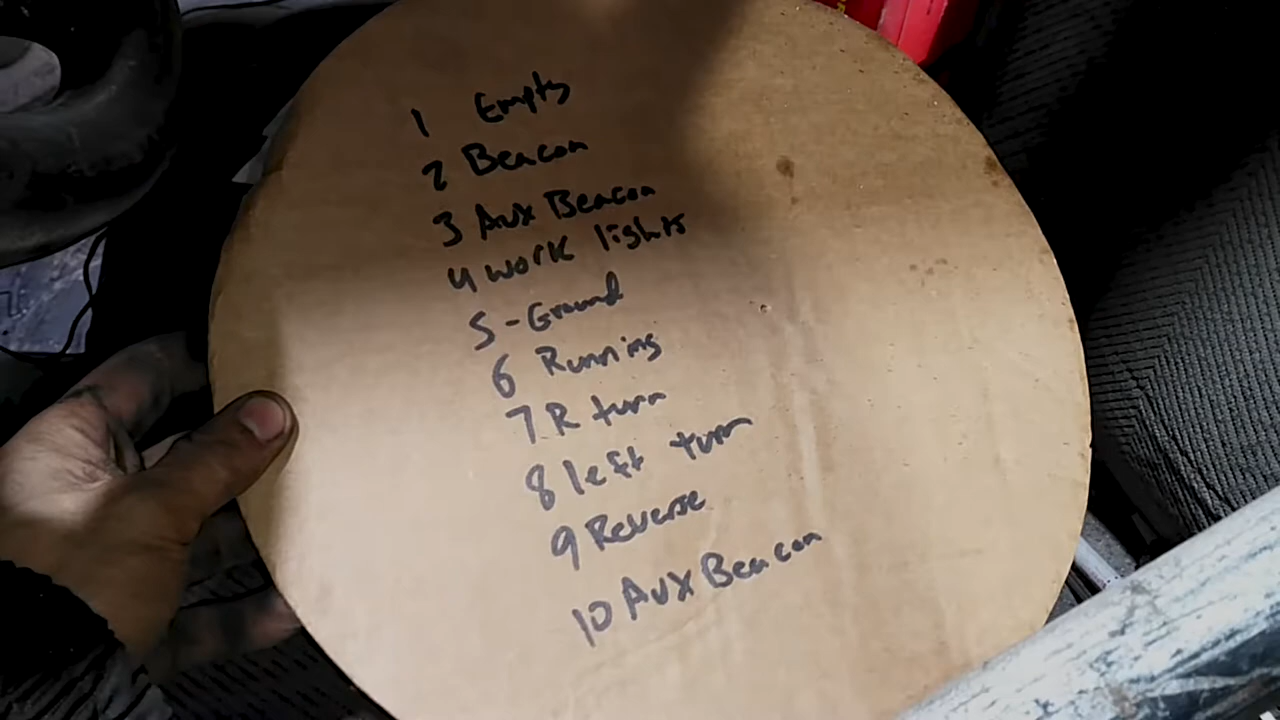 1 Empty
2 Beacon
3 Aux Beacon
4 work lights
5 - Ground
6 Running
7 R turn
8 left turn
9 Reverse
10 Aux Beacon